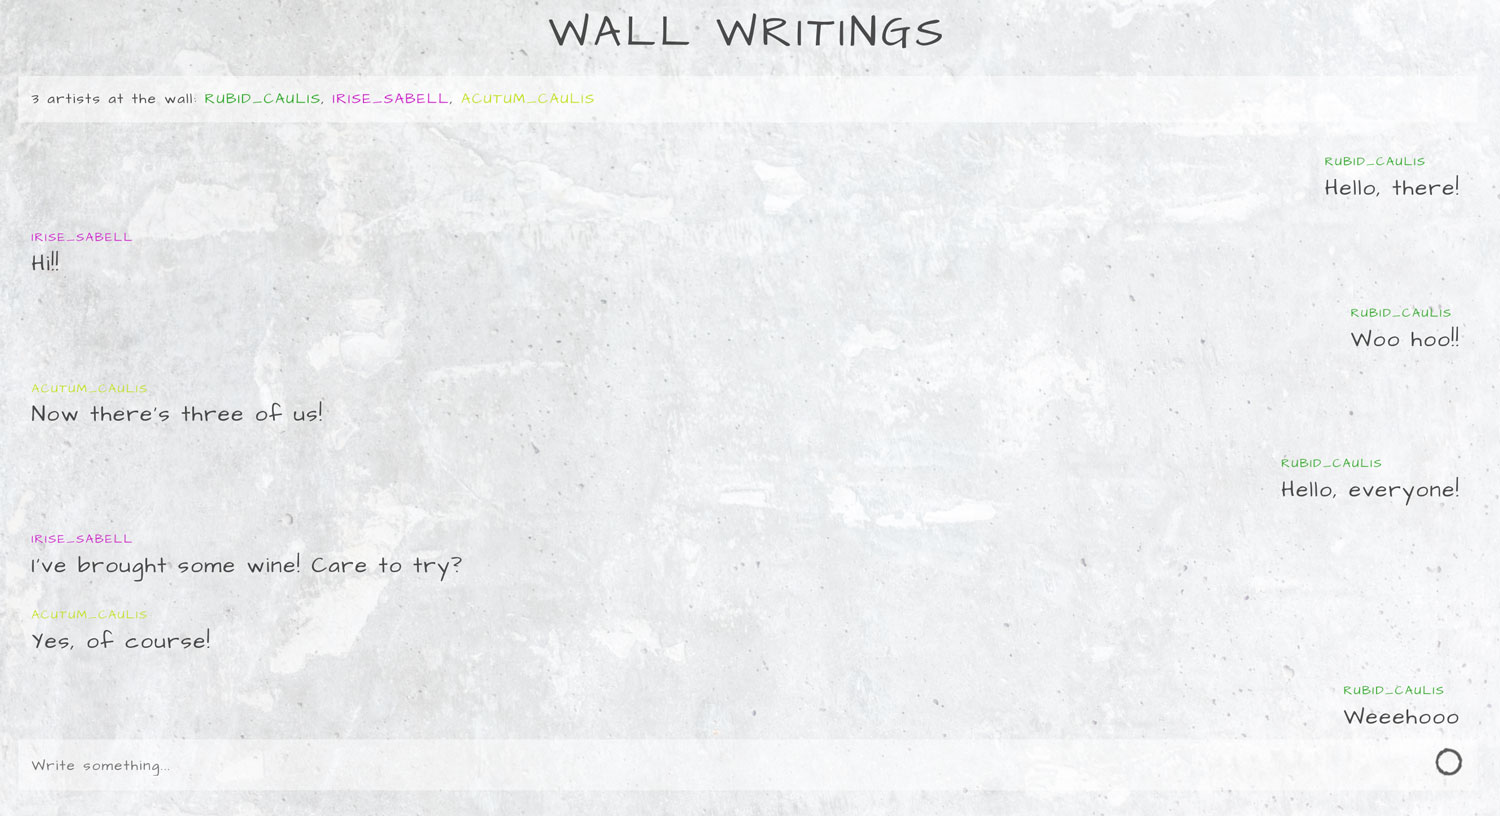 WALL WRITINGS
3 artists at the wall: RUBID_CAULIS, IRISE_SABELL, ACUTUM_CAULIS
RUBID_CAULIS
Hello, there!
IRISE_SABELL
Hi!!
RUBID_CAULIS
Woo hoo!!
ACUTUM_CAULIS
Now there's three of us!
RUBID_CAULIS
Hello, everyone!
IRISE_SABELL
I've brought some wine! Care to try?
ACUTUM_CAULIS
Yes, of course!
RUBID_CAULIS
Weeehooo
Write something...